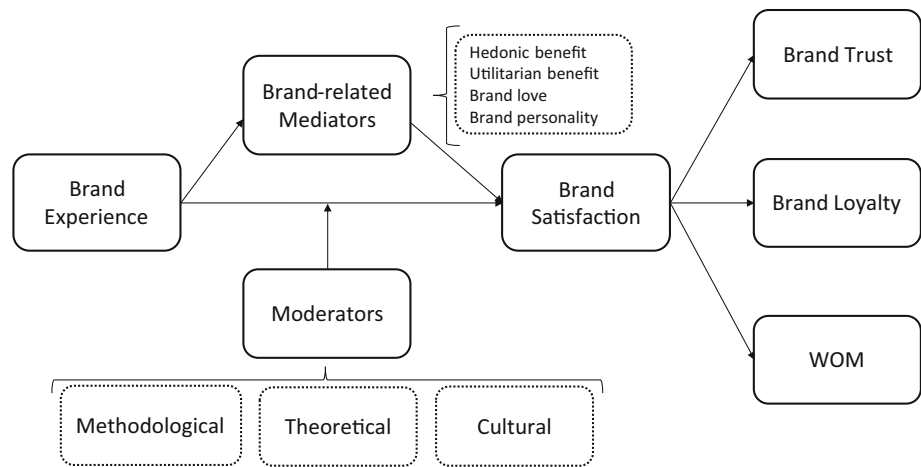 Brand-related
Mediators
Hedonic benefit
Utilitarian benefit
Brand love
Brand personality
Brand Trust
Brand
Experience
Brand
Satisfaction
Brand Loyalty
Moderators
WOM
Methodological
Theoretical
Cultural